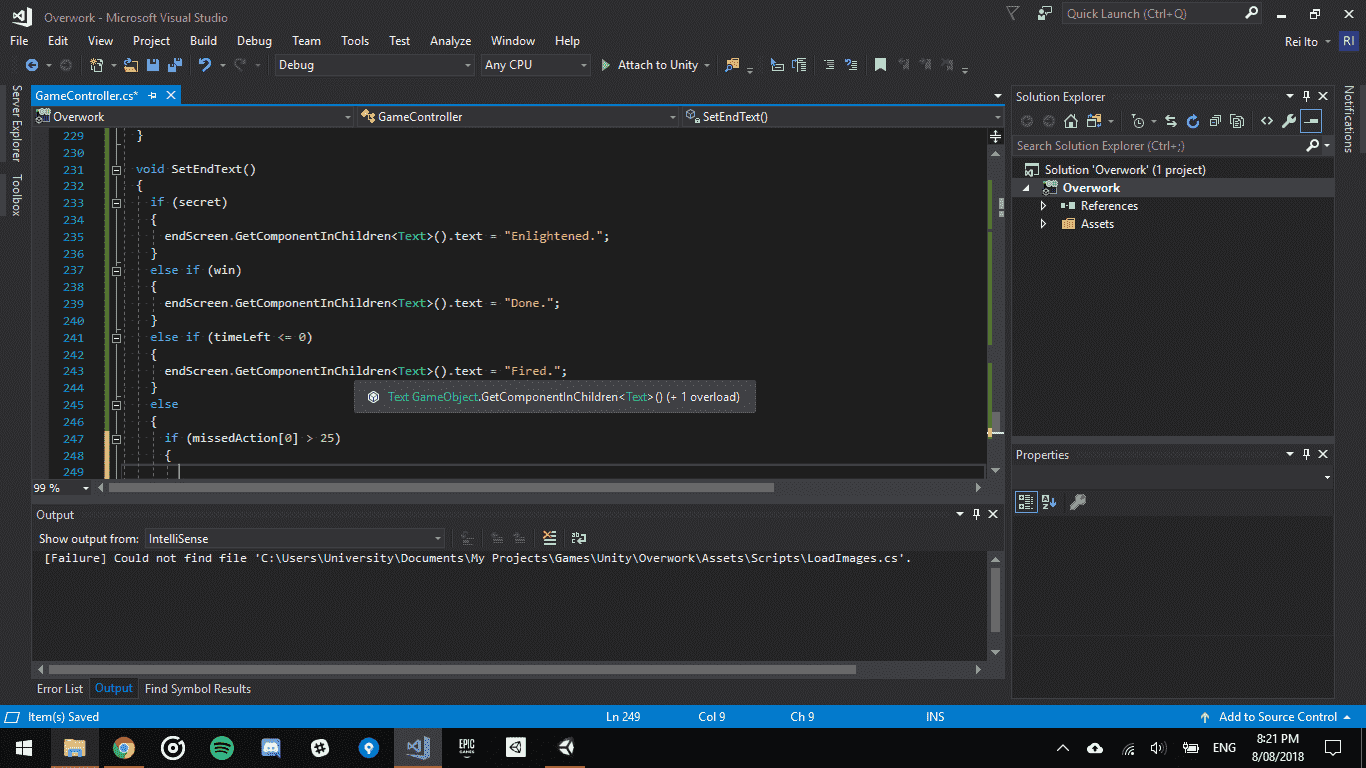 Overwork - Microsoft Visual Studio
Quick Launch (Ctrl+Q)
File Edit View Project Build Debug Team Tools Test Analyze Window Help
Rei Ito RI
Debug Any CPU Attach to Unity
Server Explorer
Toolbox
GameController.cs*
Overwork GameController SetEndText()
229 }
230
231 void SetEndText()
232 {
233 if (secret)
234 {
235 endScreen.GetComponentInChildren<Text>().text = "Enlightened.";
236 }
237 else if (win)
238 {
239 endScreen.GetComponentInChildren<Text>().text = "Done.";
240 }
241 else if (timeLeft <= 0)
242 {
243 endScreen.GetComponentInChildren<Text>().text = "Fired.";
244 }
Text GameObject.GetComponentInChildren<Text>() (+ 1 overload)
245 else
246 {
247 if (missedAction[0] > 25)
248 {
249
99 %
Output
Show output from: IntelliSense
[Failure] Could not find file 'C:\Users\University\Documents\My Projects\Games\Unity\Overwork\Assets\Scripts\LoadImages.cs'.
Error List Output Find Symbol Results
Solution Explorer
Search Solution Explorer (Ctrl+;)
Solution 'Overwork' (1 project)
Overwork
References
Assets
Properties
Notifications
Item(s) Saved Ln 249 Col 9 Ch 9 INS Add to Source Control
EPIC
GAMES
ENG
8:21 PM
8/08/2018